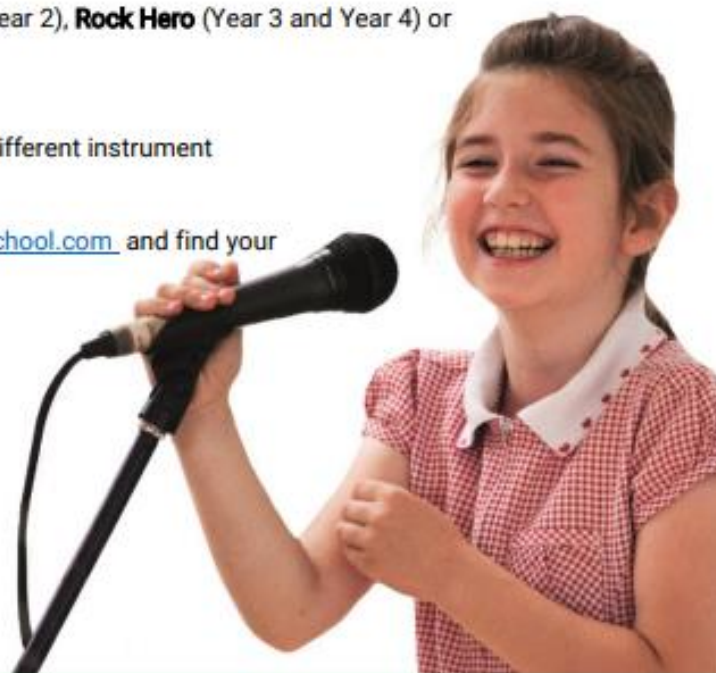 ear 2), Rock Hero (Year 3 and Year 4) or
ifferent instrument
chool.com and find your